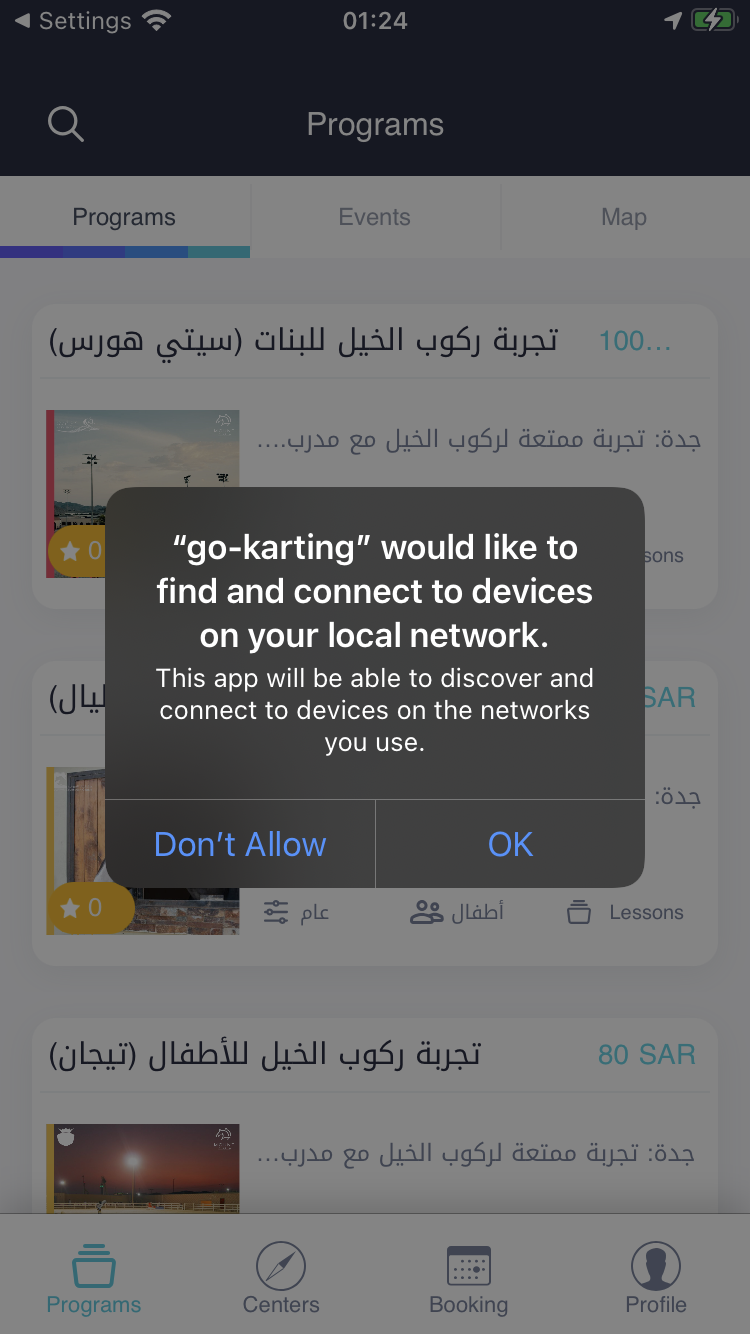 Settings
01:24
Programs
Programs
Events
Map
تجربة ركوب الخيل للبنات (سيتي هورس)
100...
جدة: تجربة ممتعة لركوب الخيل مع مدرب....
0
sons
“go-karting” would like to
find and connect to devices
on your local network.
This app will be able to discover and
connect to devices on the networks
you use.
Don’t Allow
OK
SAR
جدة:
0
عام
أطفال
Lessons
تجربة ركوب الخيل للأطفال (تيجان)
80 SAR
جدة: تجربة ممتعة لركوب الخيل مع مدرب...
Programs
Centers
Booking
Profile